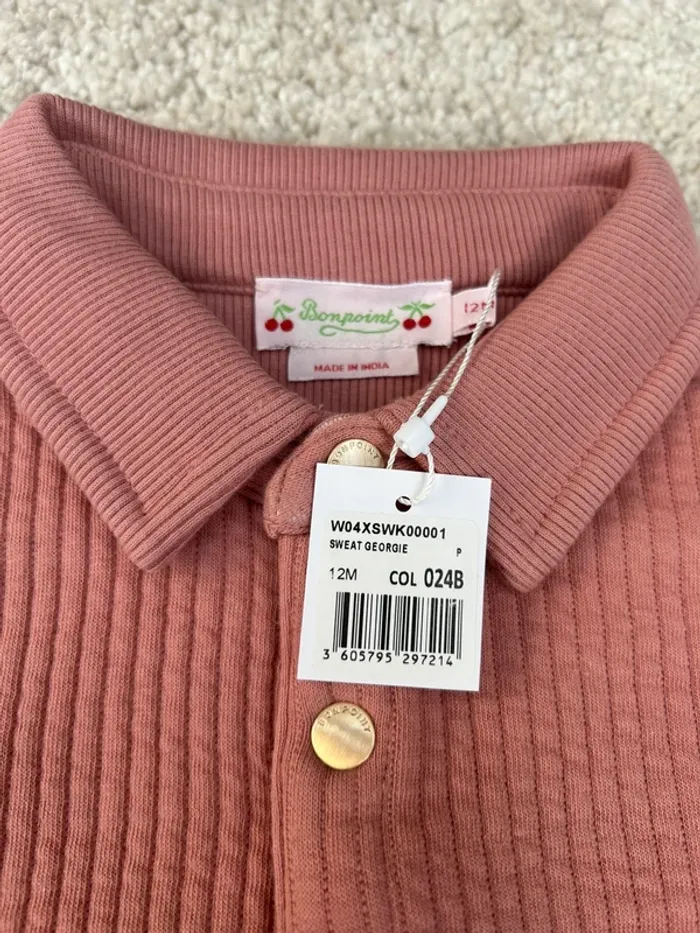 Bonpoint
12M
MADE IN INDIA
BONPOINT
W04XSWK00001
SWEAT GEORGIE P
12M COL 024B
3 605795 297214
BONPOINT